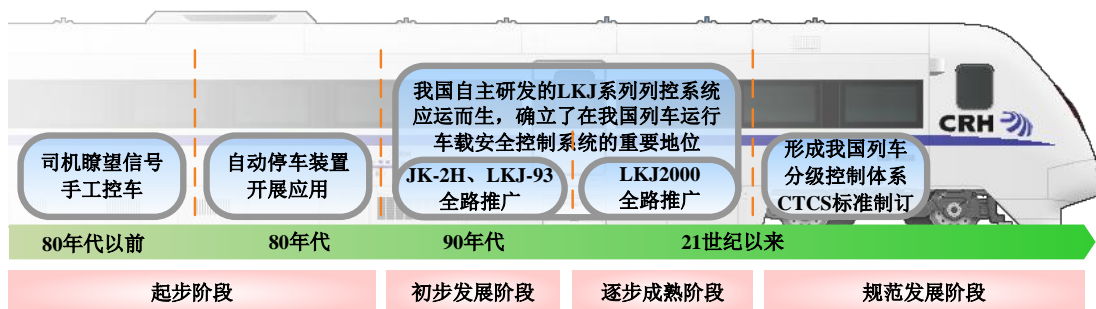 我国自主研发的LKJ系列列控系统
应运而生，确立了在我国列车运行
车载安全控制系统的重要地位
CRH
司机瞭望信号
手工控车
自动停车装置
开展应用
JK-2H、LKJ-93
全路推广
LKJ2000
全路推广
形成我国列车
分级控制体系
CTCS标准制订
80年代以前
80年代
90年代
21世纪以来
起步阶段
初步发展阶段
逐步成熟阶段
规范发展阶段